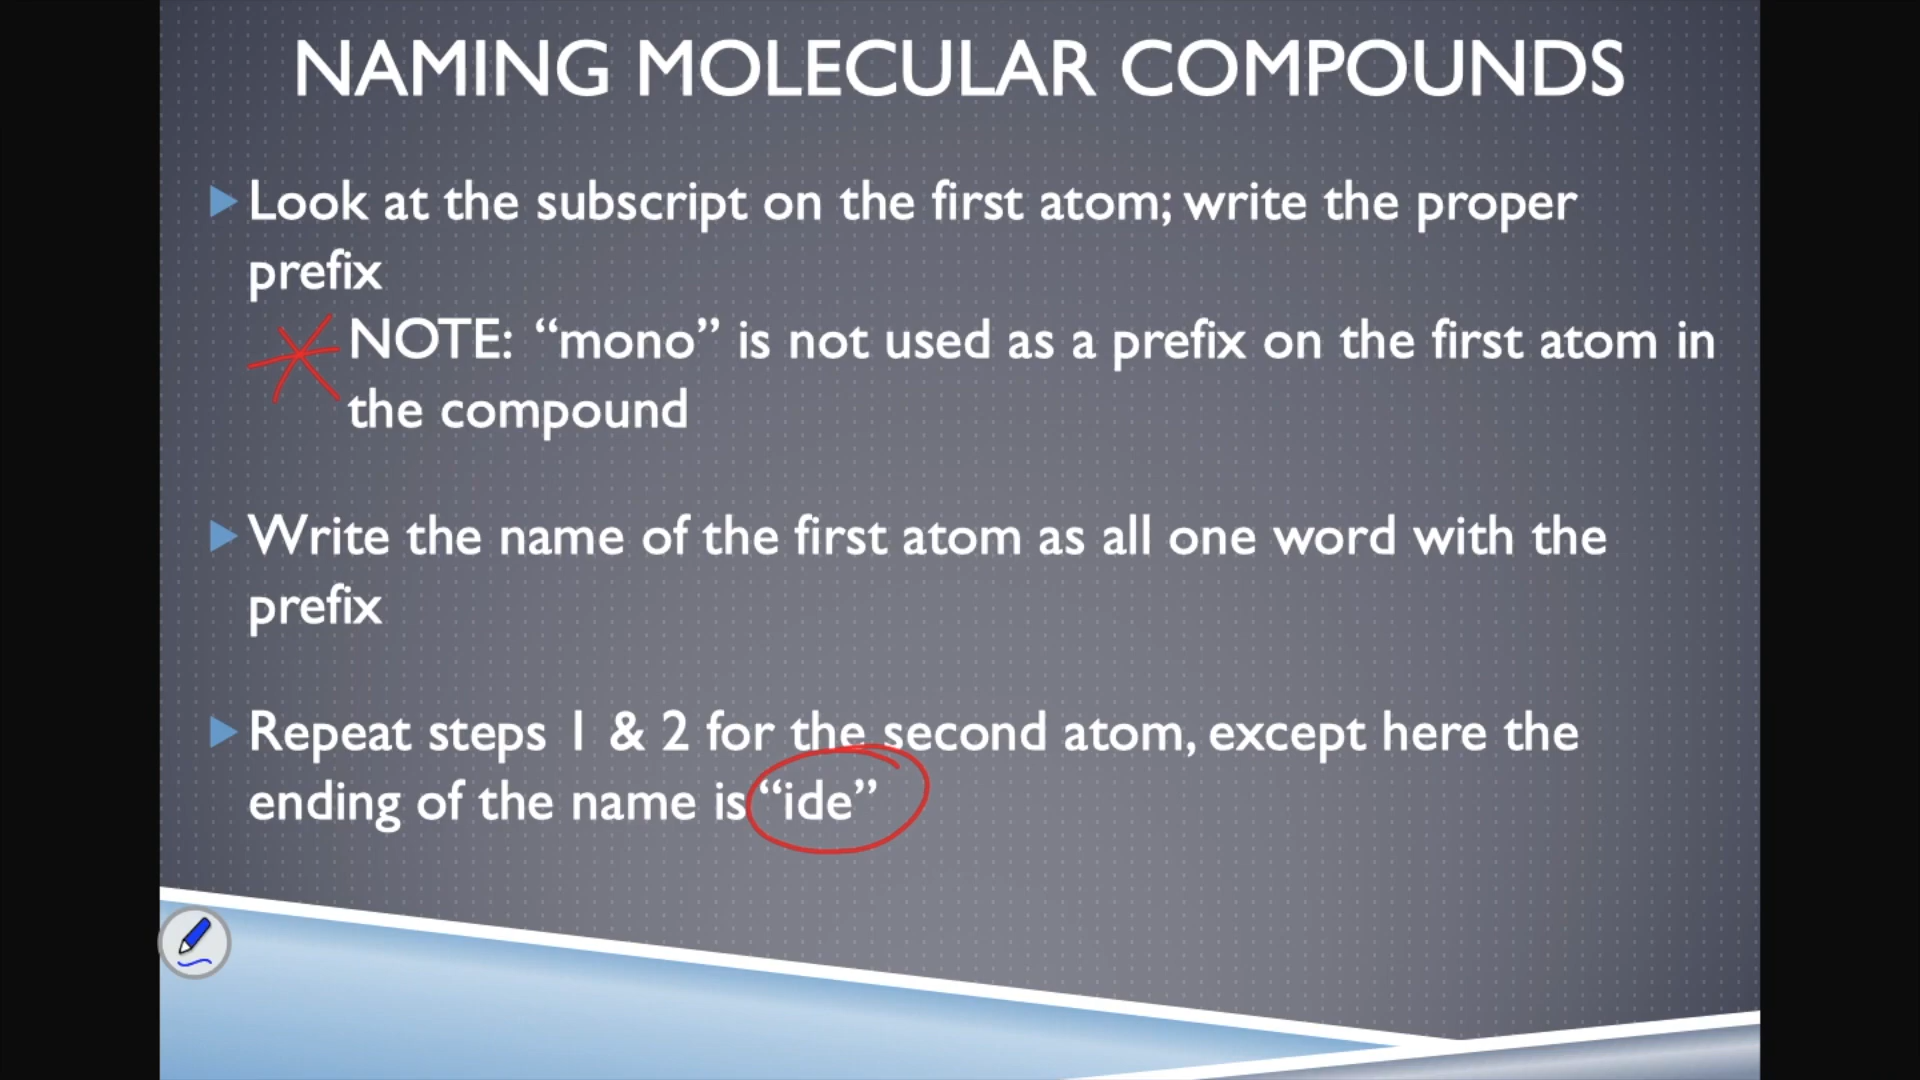 NAMING MOLECULAR COMPOUNDS
Look at the subscript on the first atom; write the proper
prefix
NOTE: “mono” is not used as a prefix on the first atom in
the compound
Write the name of the first atom as all one word with the
prefix
Repeat steps 1 & 2 for the second atom, except here the
ending of the name is “ide”